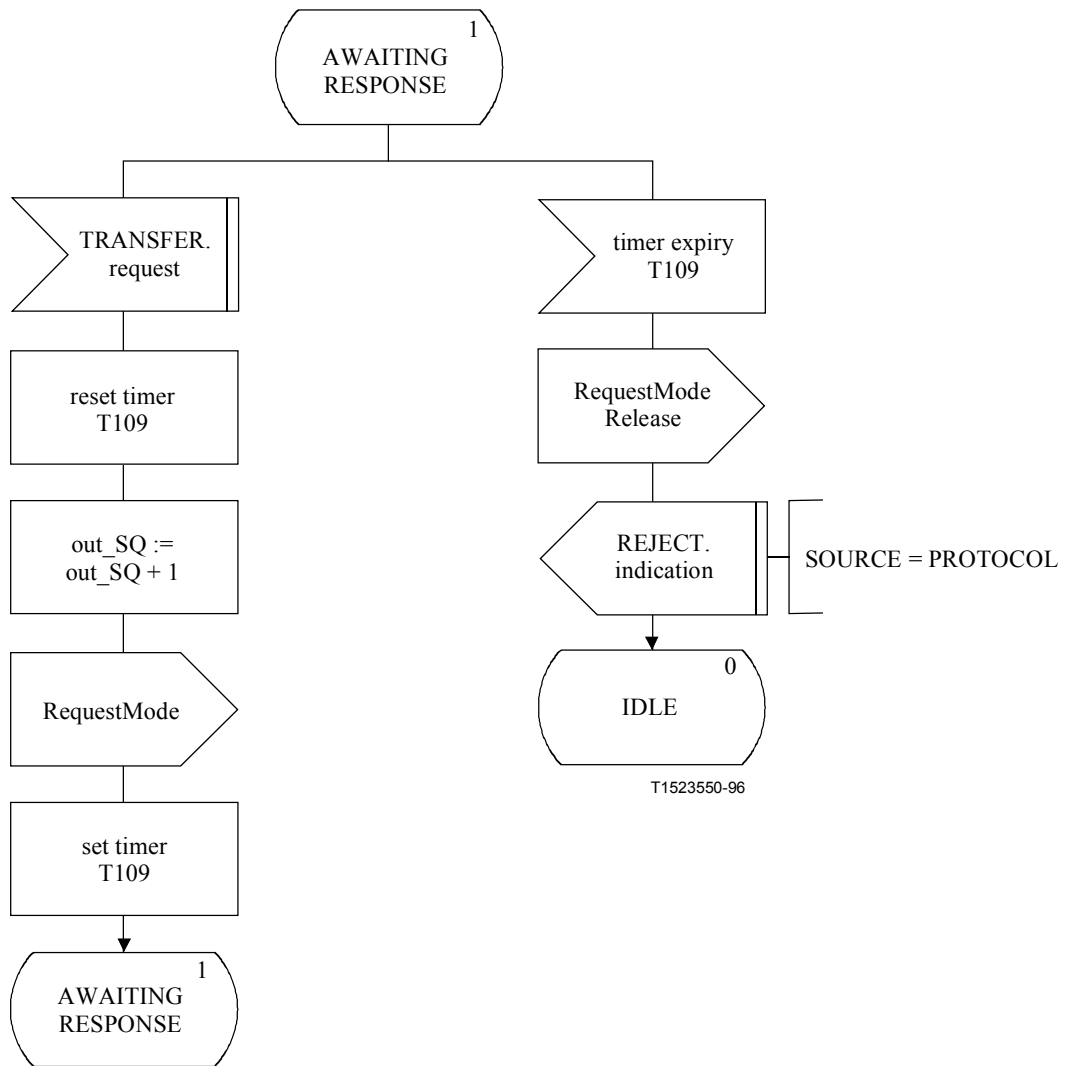 1
AWAITING
RESPONSE
TRANSFER.
request
reset timer
T109
out_SQ :=
out_SQ + 1
RequestMode
set timer
T109
1
AWAITING
RESPONSE
timer expiry
T109
RequestMode
Release
REJECT.
indication
SOURCE = PROTOCOL
0
IDLE
T1523550-96